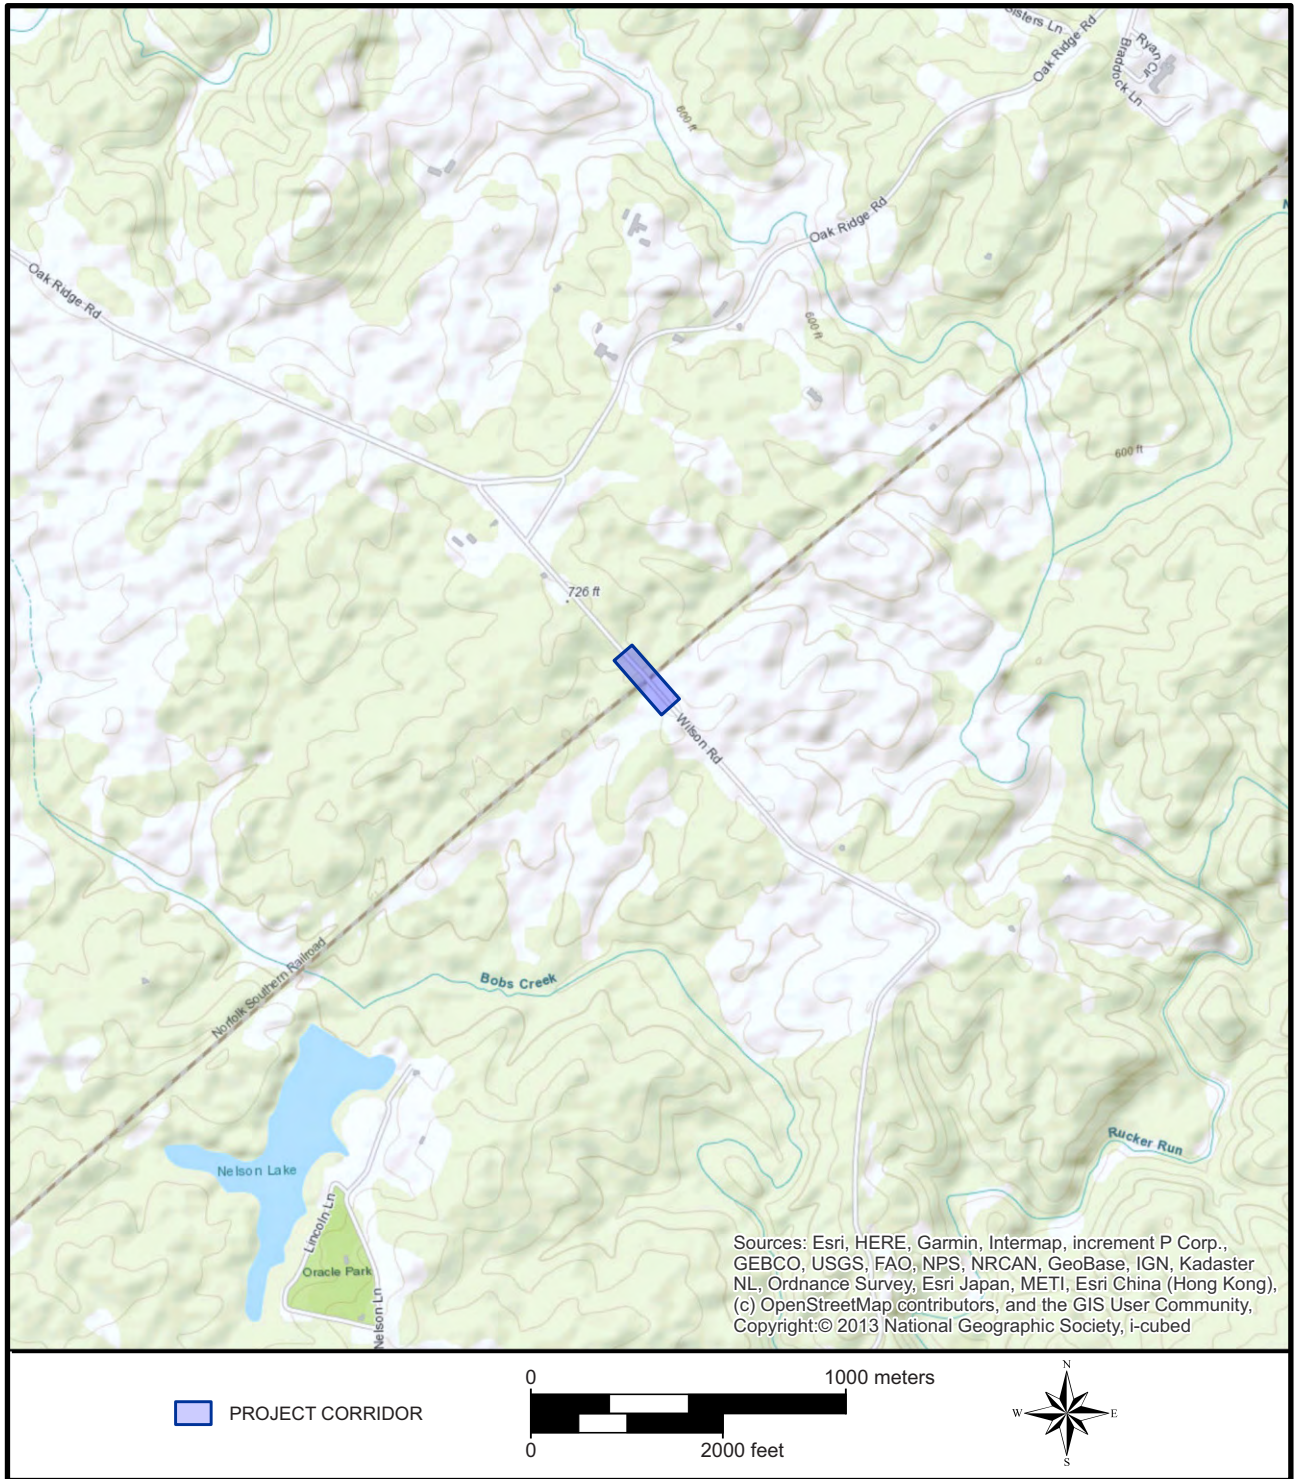 Sisters Ln
Oak Ridge Rd
Ryan Cir
Braddock Ln
600 ft
Oak Ridge Rd
Oak Ridge Rd
600 ft
600 ft
726 ft
Wilson Rd
Norfolk Southern Railroad
Bobs Creek
Rucker Run
Nelson Lake
Lincoln Ln
Oracle Park
Nelson Ln
Sources: Esri, HERE, Garmin, Intermap, increment P Corp.,
GEBCO, USGS, FAO, NPS, NRCAN, GeoBase, IGN, Kadaster
NL, Ordnance Survey, Esri Japan, METI, Esri China (Hong Kong),
(c) OpenStreetMap contributors, and the GIS User Community,
Copyright:© 2013 National Geographic Society, i-cubed
PROJECT CORRIDOR
0 1000 meters
0 2000 feet
N
W E
S